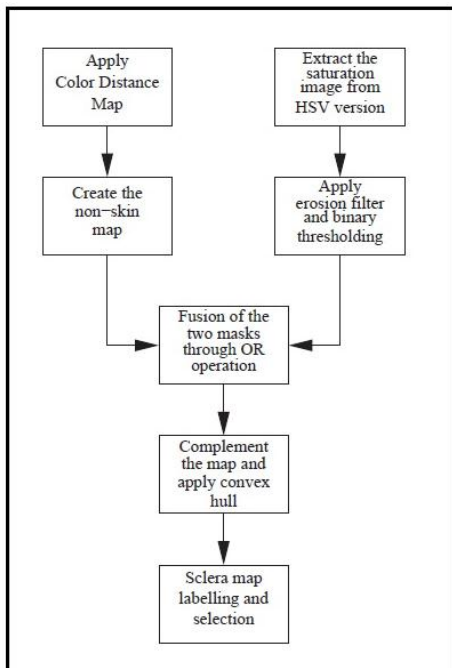 Apply
Color Distance
Map
Extract the
saturation
image from
HSV version
Create the
non-skin
map
Apply
erosion filter
and binary
thresholding
Fusion of the
two masks
through OR
operation
Complement
the map and
apply convex
hull
Sclera map
labelling and
selection